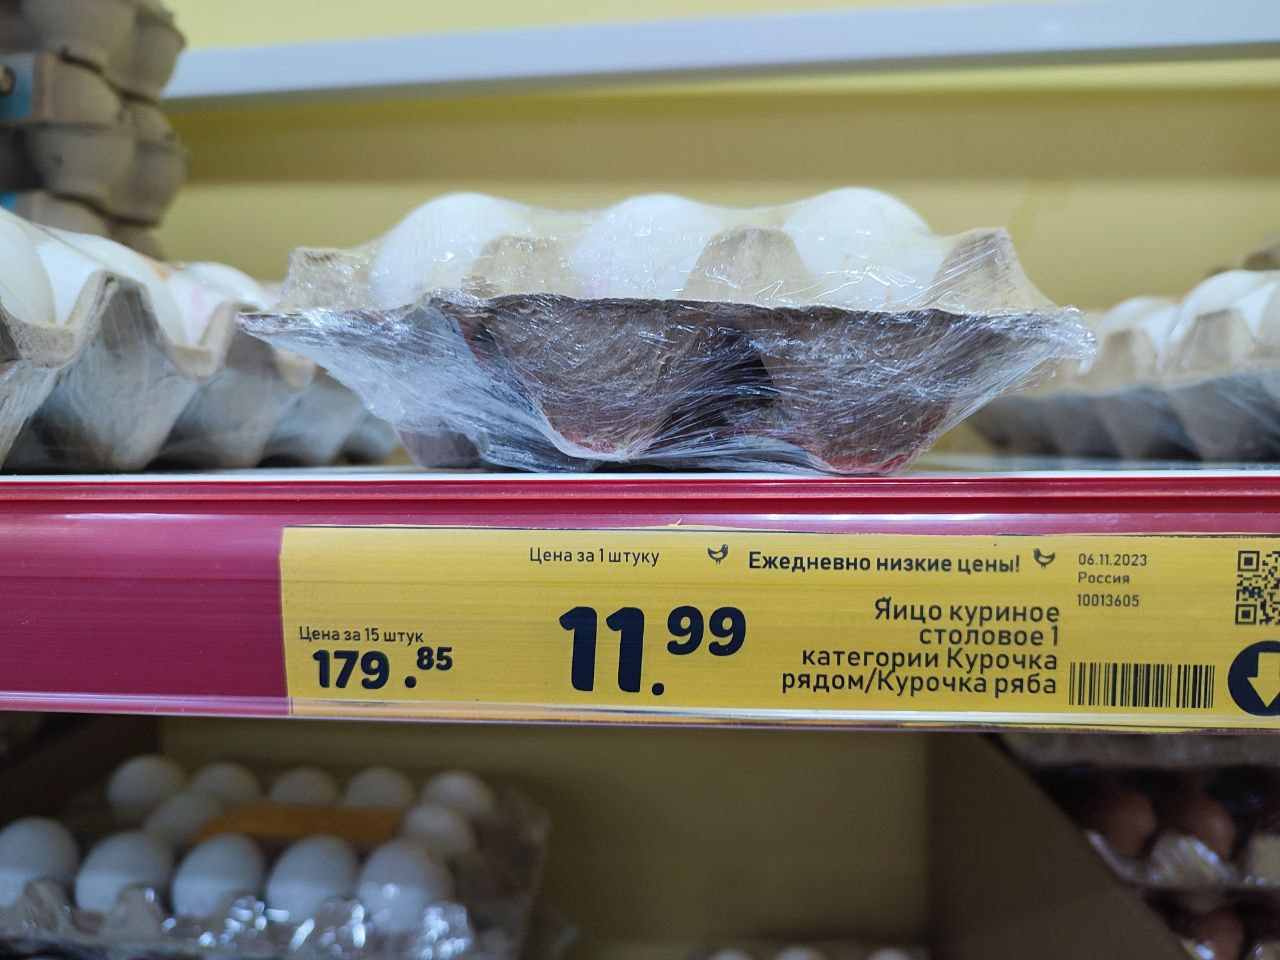 Цена за 1 штуку
Ежедневно низкие цены!
06.11.2023
Россия
10013605
Цена за 15 штук
179.85
11.99
Яицо куриное
столовое 1
категории Курочка
рядом/Курочка ряба